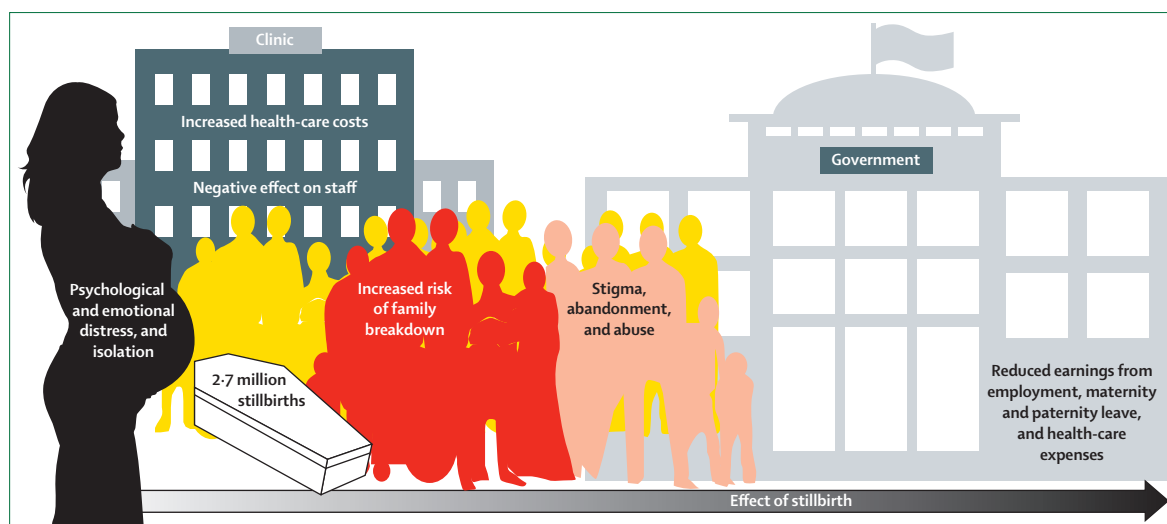 Clinic
Increased health-care costs
Negative effect on staff
Government
Psychological
and emotional
distress, and
isolation
2·7 million
stillbirths
Increased risk
of family
breakdown
Stigma,
abandonment,
and abuse
Reduced earnings from
employment, maternity
and paternity leave,
and health-care
expenses
Effect of stillbirth